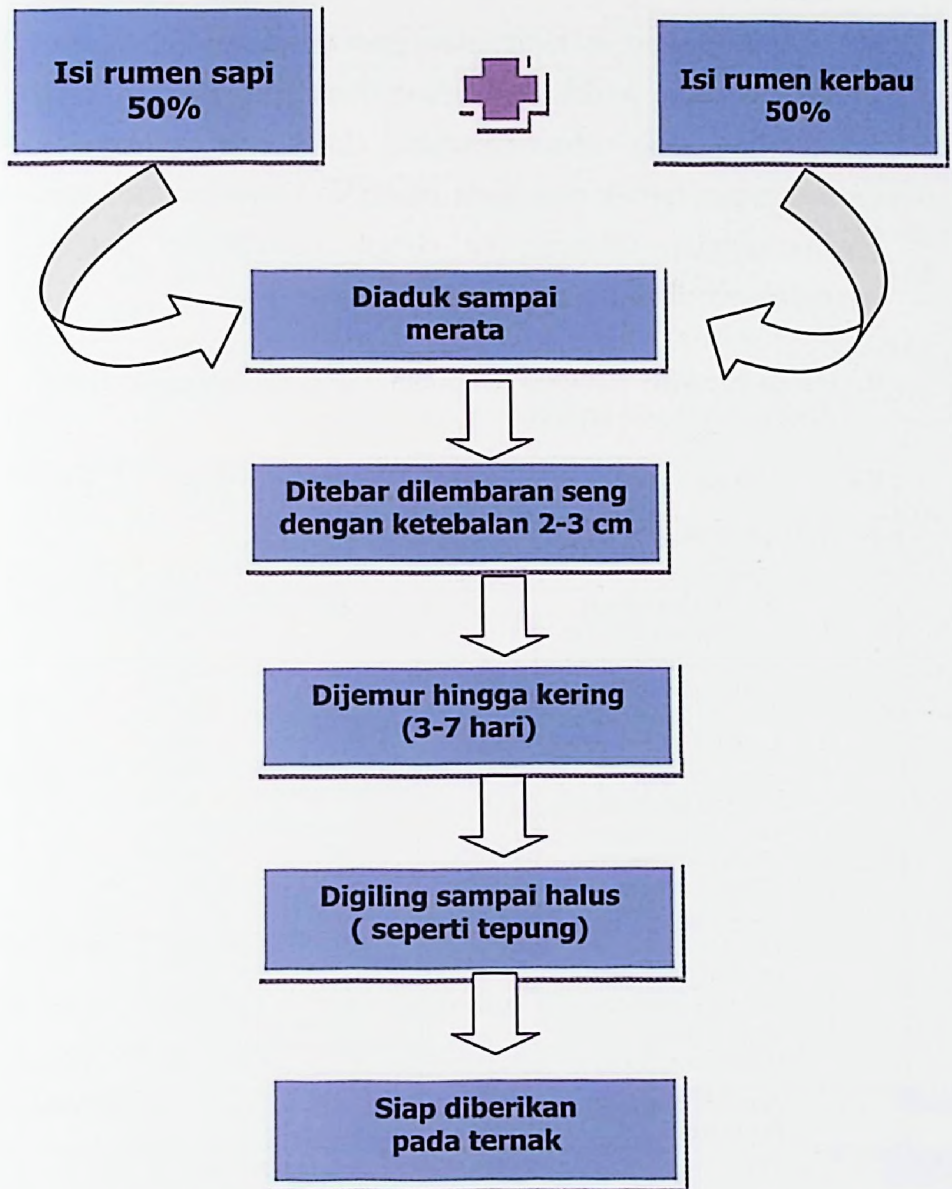 Isi rumen sapi
50%
Isi rumen kerbau
50%
Diaduk sampai
merata
Ditebar dilembaran seng
dengan ketebalan 2-3 cm
Dijemur hingga kering
(3-7 hari)
Digiling sampai halus
( seperti tepung)
Siap diberikan
pada ternak